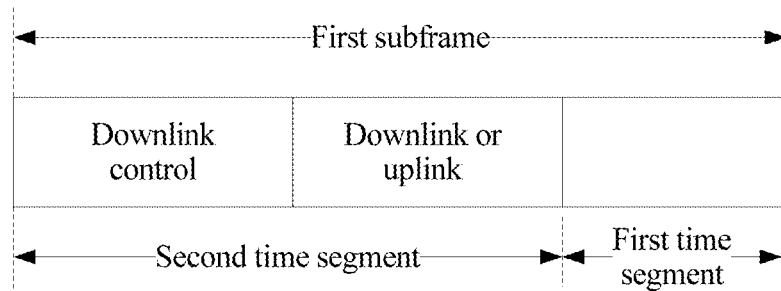 First subframe
Downlink
control
Downlink or
uplink
Second time segment
First time
segment